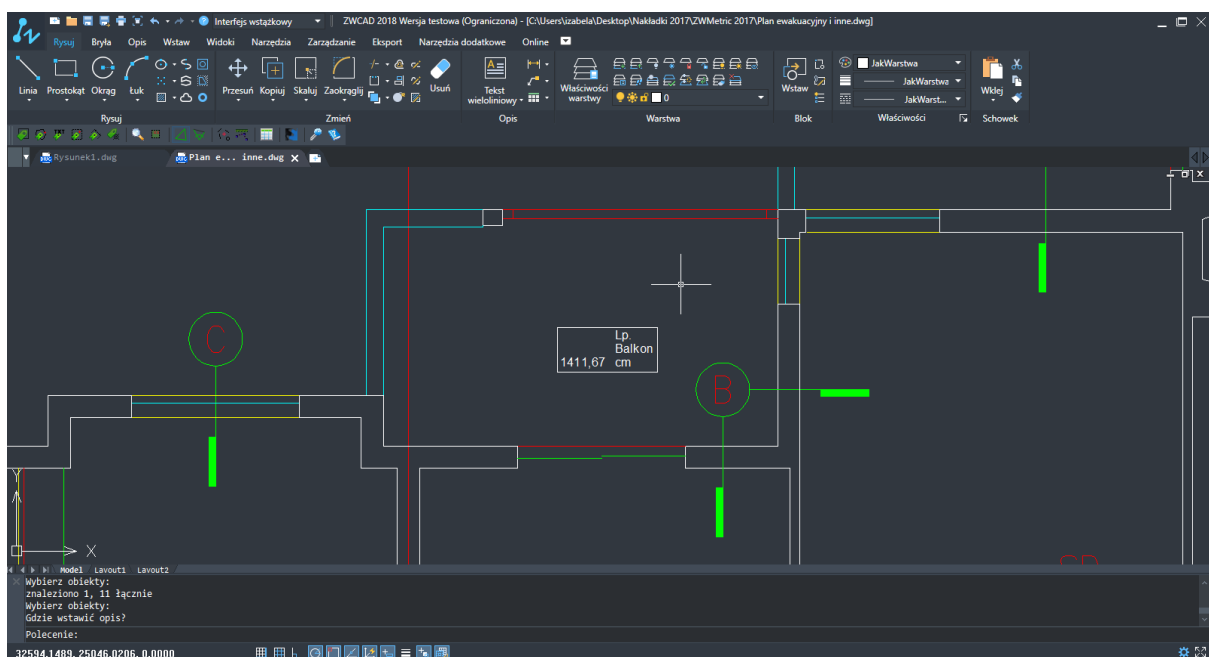 Interfejs wstążkowy
ZWCAD 2018 Wersja testowa (Ograniczona) - [C:\Users\izabela\Desktop\Nakładki 2017\ZWMetric 2017\Plan ewakuacyjny i inne.dwg]
Rysuj Bryła Opis Wstaw Widoki Narzędzia Zarządzanie Eksport Narzędzia dodatkowe Online
Linia Prostokąt Okrąg Łuk
Rysuj
Przesuń Kopiuj Skaluj Zaokrąglij
Usuń
Zmień
Tekst
wieloliniowy
Opis
Właściwości
warstwy
0
Warstwa
Wstaw
Blok
JakWarstwa
JakWarstwa
JakWarst...
Właściwości
Wklej
Schowek
Rysunek1.dwg
Plan e... inne.dwg
C
Lp.
Balkon
1411,67 cm
B
Y
X
Model Layout1 Layout2
Wybierz obiekty:
znaleziono 1, 11 łącznie
Wybierz obiekty:
Gdzie wstawić opis?
Polecenie:
32594.1489, 25046.0206, 0.0000